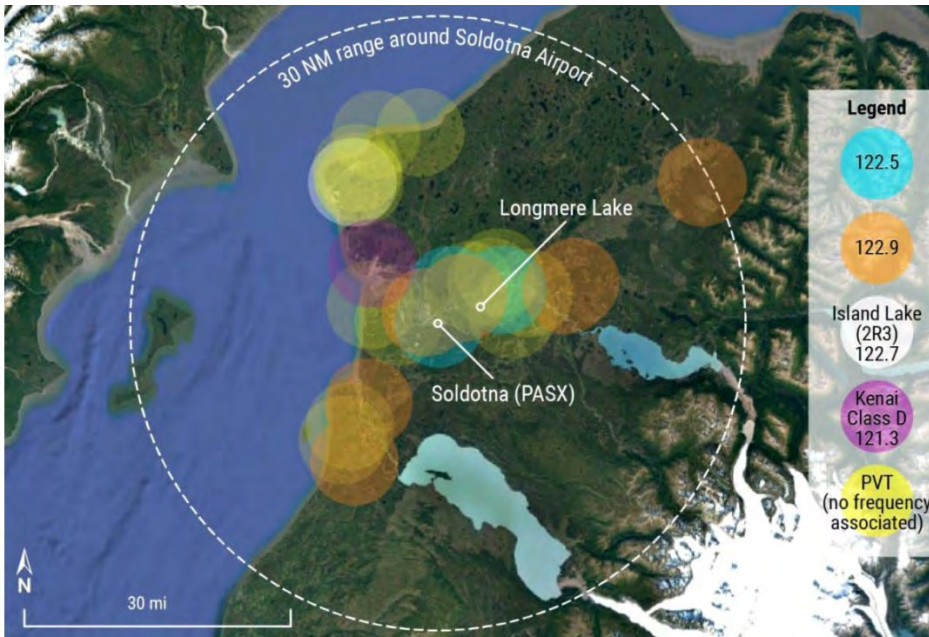 30 NM range around Soldotna Airport
Longmere Lake
Soldotna (PASX)
N
30 mi
Legend
122.5
122.9
Island Lake
(2R3)
122.7
Kenai
Class D
121.3
PVT
(no frequency
associated)